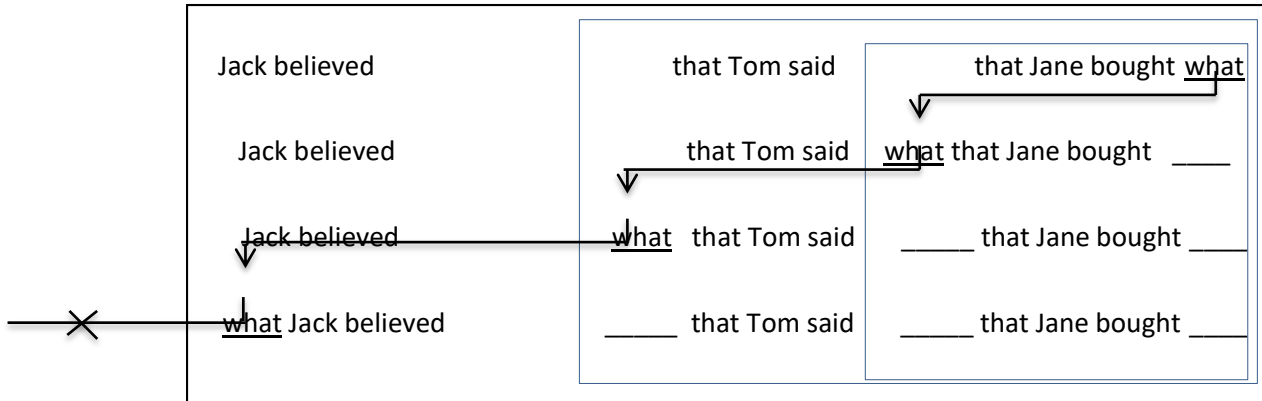 Jack believed that Tom said that Jane bought what
Jack believed that Tom said what that Jane bought ____
Jack believed what that Tom said _____ that Jane bought ____
what Jack believed _____ that Tom said _____ that Jane bought ____